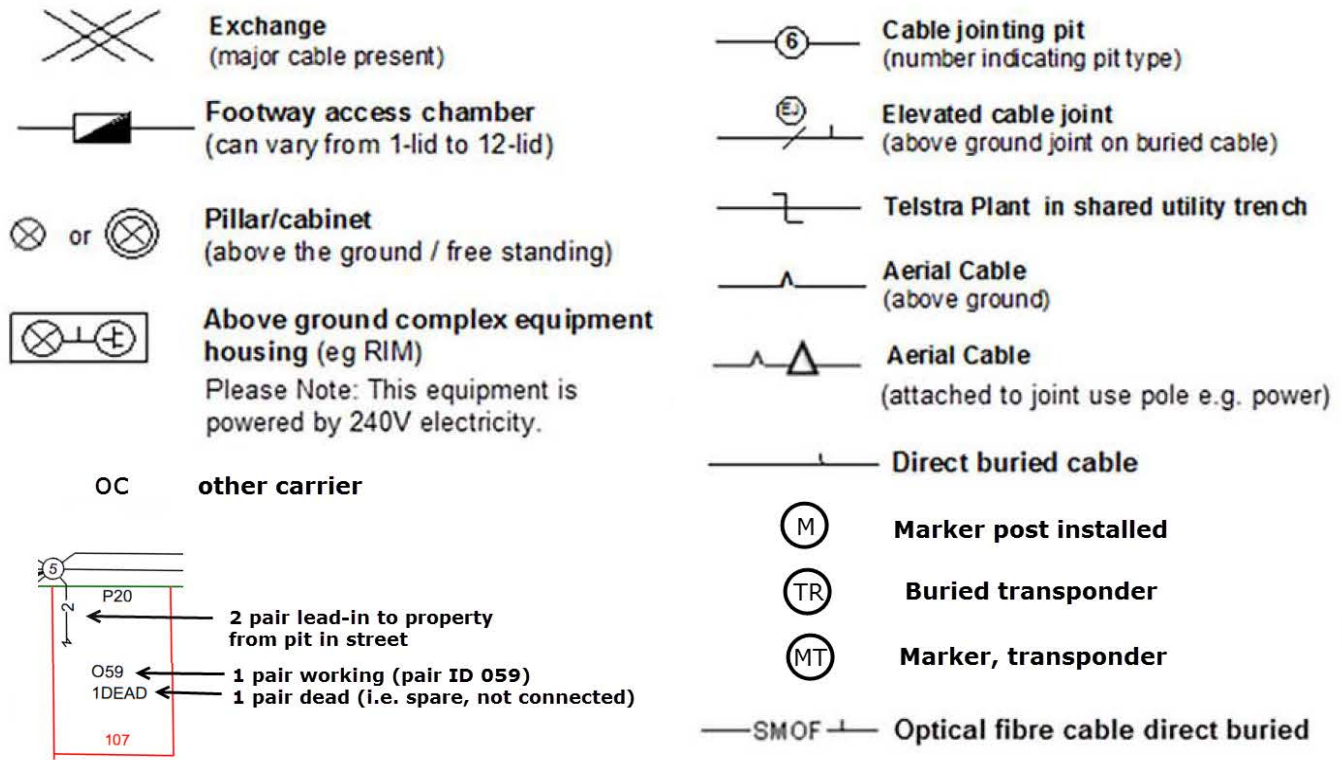 Exchange
(major cable present)
Footway access chamber
(can vary from 1-lid to 12-lid)
or
Pillar/cabinet
(above the ground / free standing)
Above ground complex equipment
housing (eg RIM)
Please Note: This equipment is
powered by 240V electricity.
OC other carrier
5
P20
2
2 pair lead-in to property
from pit in street
O59
1 pair working (pair ID 059)
1DEAD
1 pair dead (i.e. spare, not connected)
107
6
Cable jointing pit
(number indicating pit type)
EJ
Elevated cable joint
(above ground joint on buried cable)
Telstra Plant in shared utility trench
Aerial Cable
(above ground)
Aerial Cable
(attached to joint use pole e.g. power)
Direct buried cable
M Marker post installed
TR Buried transponder
MT Marker, transponder
SMOF Optical fibre cable direct buried